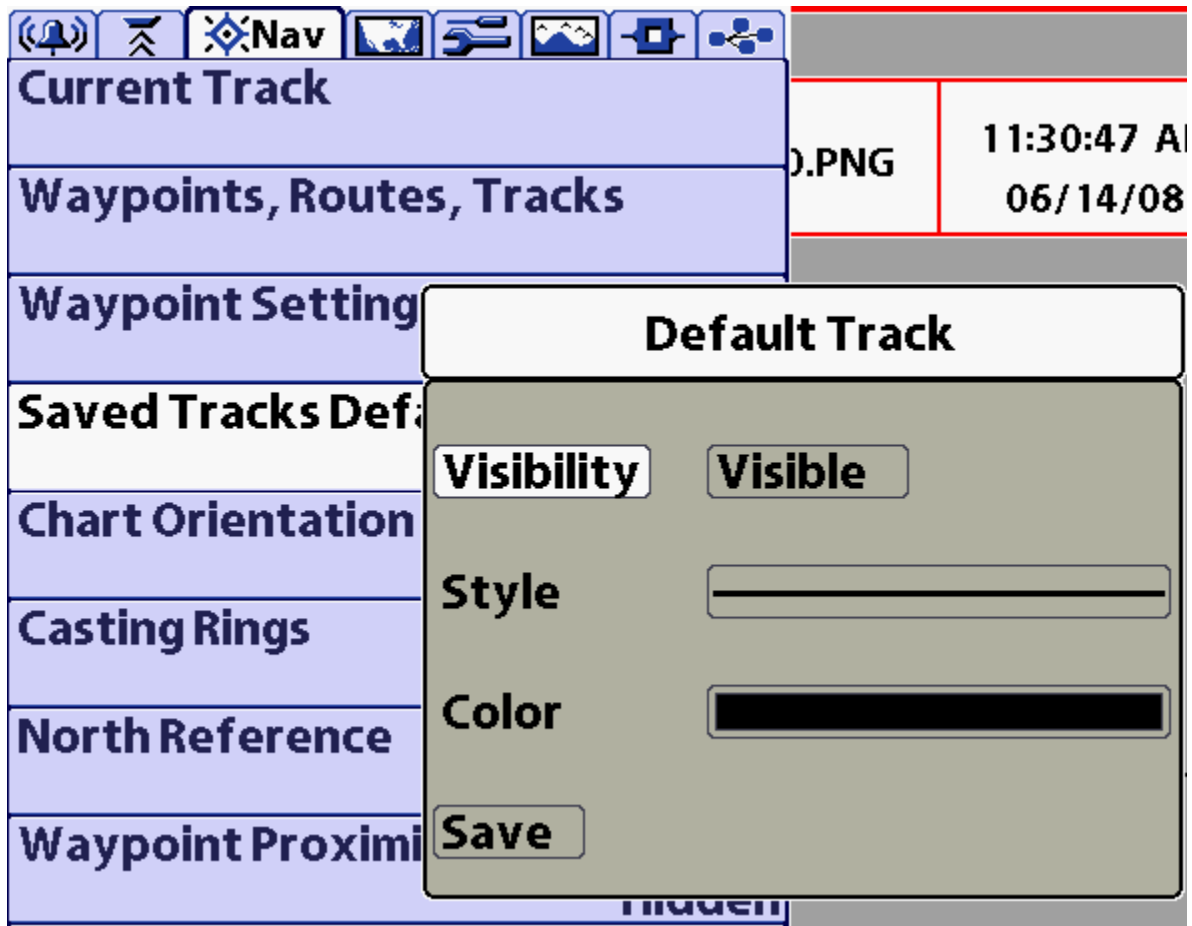 Nav
Current Track
Waypoints, Routes, Tracks
Waypoint Setting
Saved Tracks Defa
Chart Orientation
Casting Rings
North Reference
Waypoint Proximi
Hidden
.PNG
11:30:47 A
06/14/08
Default Track
Visibility Visible
Style
Color
Save